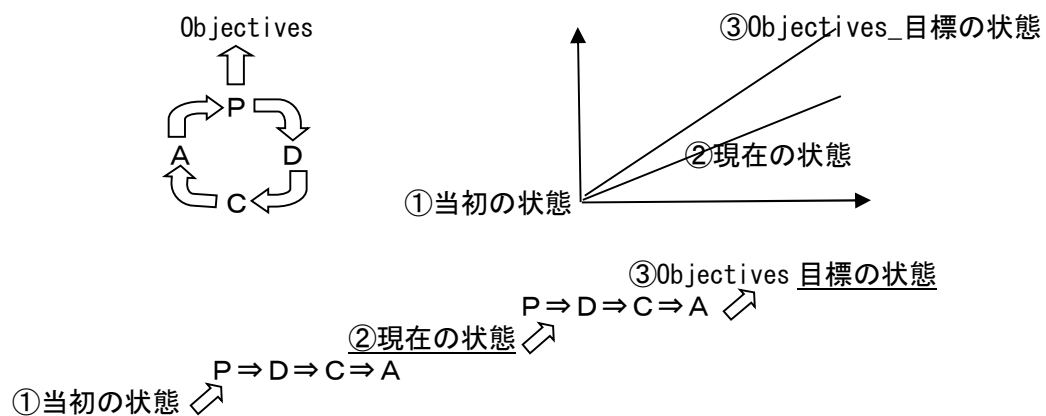 Objectives
P
A
D
C
③Objectives_目標の状態
②現在の状態
①当初の状態
③Objectives 目標の状態
P⇒D⇒C⇒A
②現在の状態
P⇒D⇒C⇒A
①当初の状態